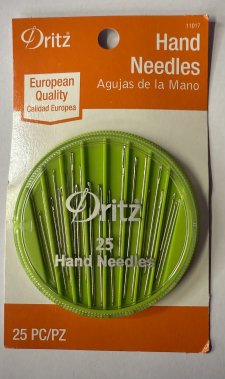 11017
Dritz
Hand
Needles
Agujas de la Mano
European
Quality
Calidad Europea
Dritz
25
Hand Needles
25 PC/PZ